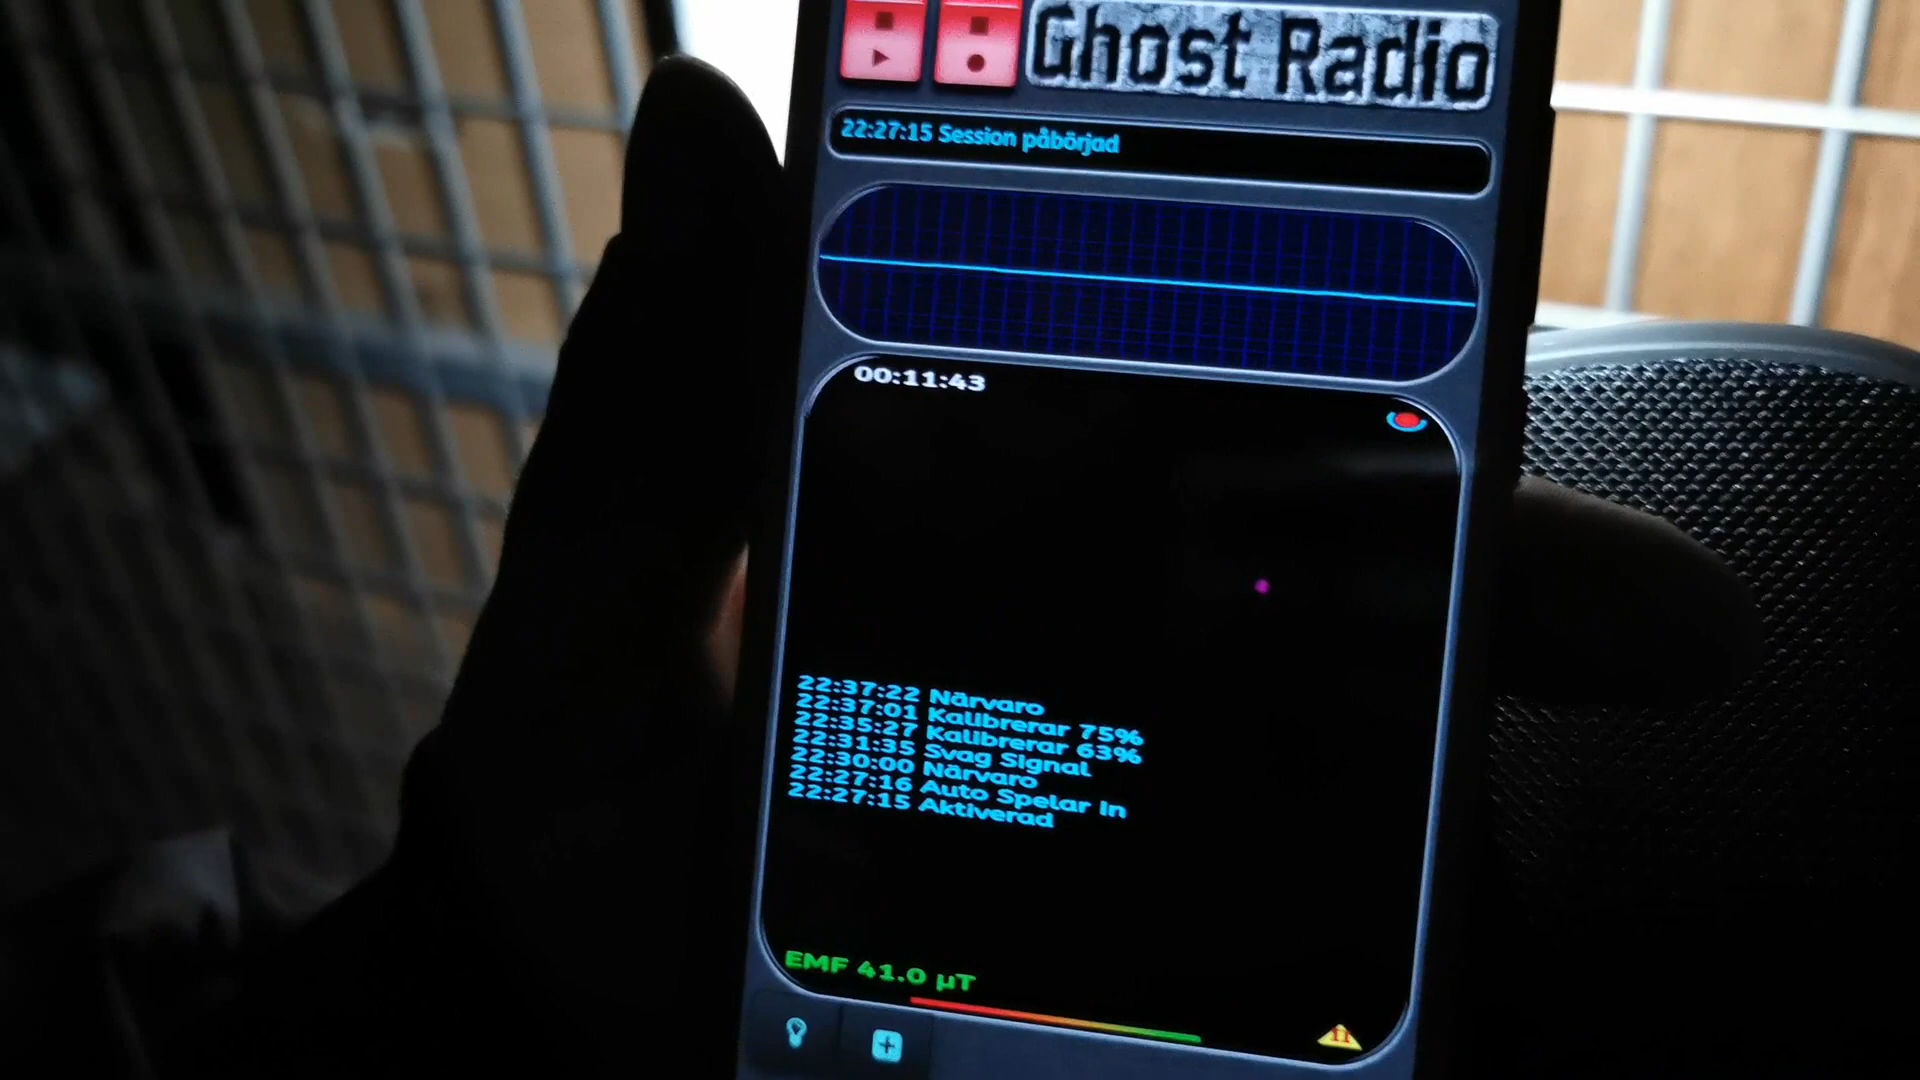 Ghost Radio
22:27:15 Session påbörjad
00:11:43
22:37:22 Närvaro
22:37:01 Kalibrerar 75%
22:35:27 Kalibrerar 63%
22:31:35 Svag Signal
22:30:00 Närvaro
22:27:16 Auto Spelar In
22:27:15 Aktiverad
EMF 41.0 µT